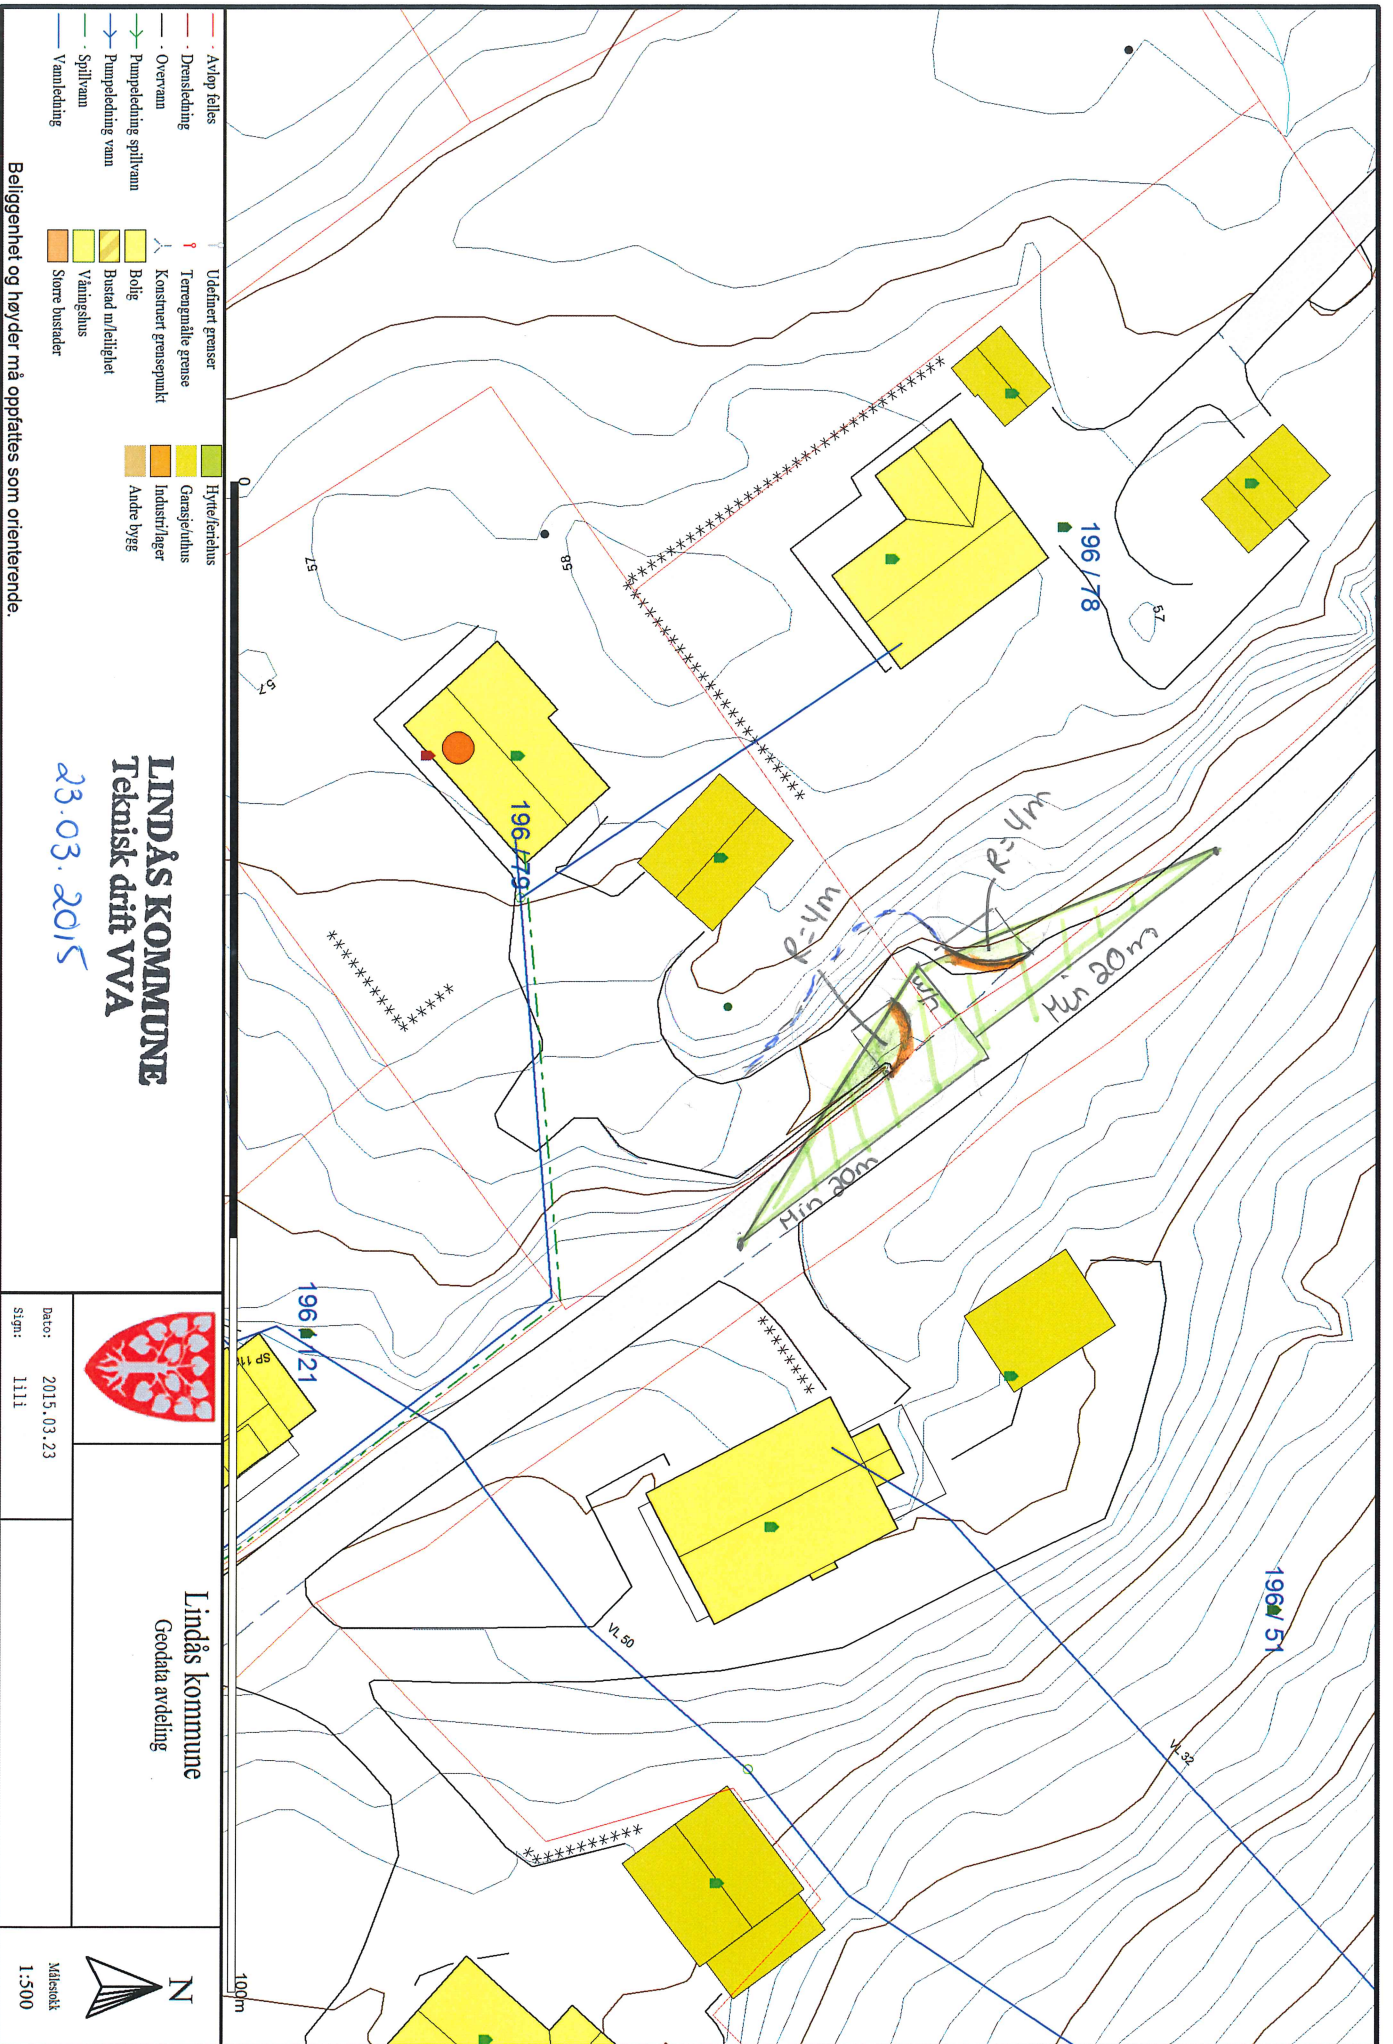 196 / 78
57
58
57
57
196 / 79
R=4m
R=4m
Min 20m
Min 20m
196 / 121
VL 50
VL 32
196 / 51
0
100m
Avløp felles
Drensledning
Overvann
Pumpeledning spillvann
Pumpeledning vann
Spillvann
Vannledning
Udefinert grenser
Terrengmålte grense
Konstruert grensepunkt
Bolig
Bustad m/leilighet
Våningshus
Større bustader
Hytte/feriehus
Garasje/uthus
Industri/lager
Andre bygg
Beliggenhet og høyder må oppfattes som orienterende.
LINDÅS KOMMUNE
Teknisk drift VVA
23.03.2015
Dato: 2015.03.23
Sign: lili
Lindås kommune
Geodata avdeling
N
Målestokk
1:500